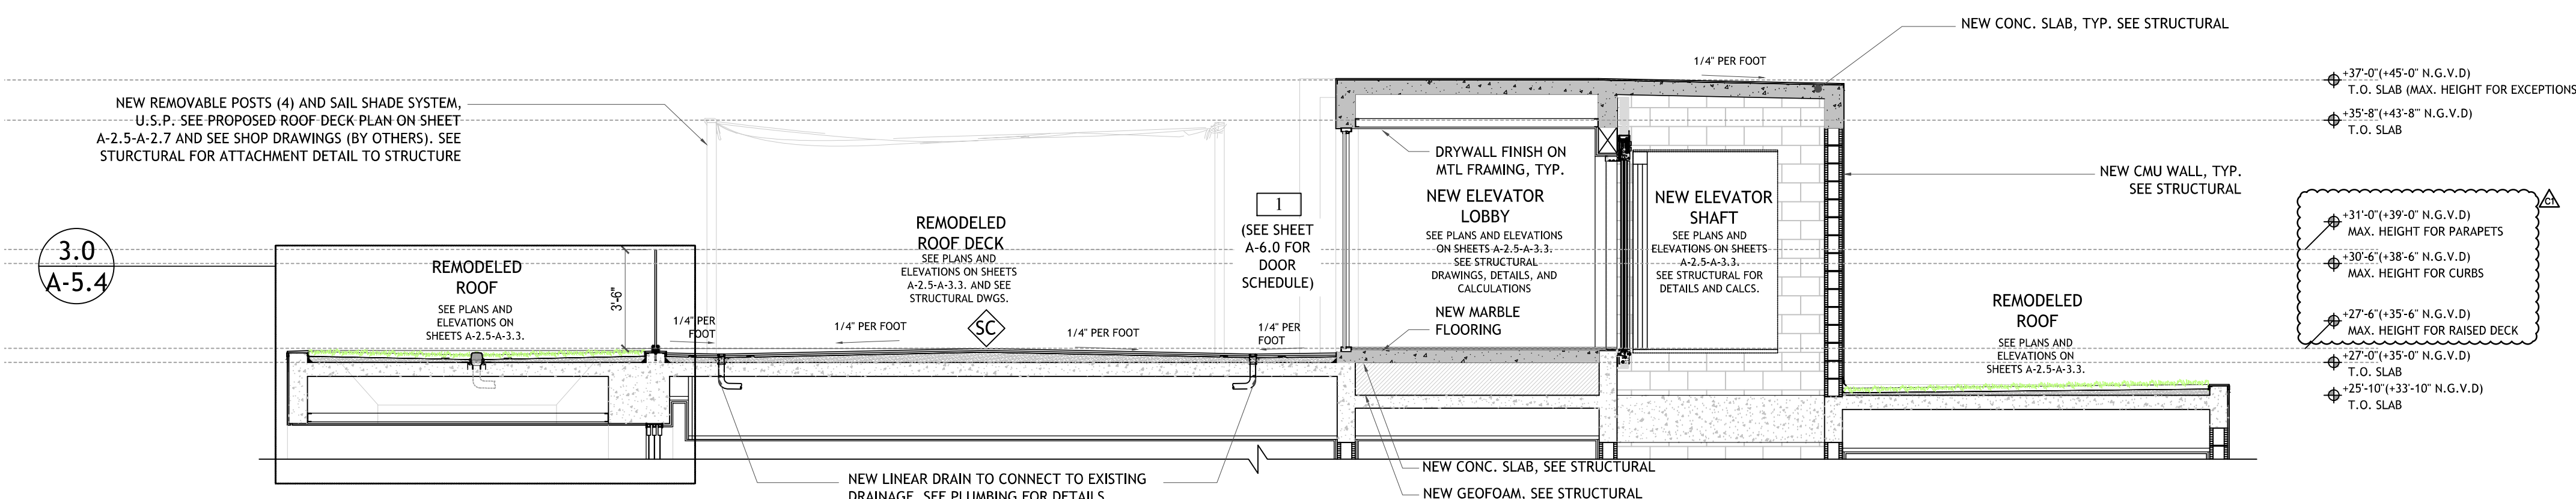 NEW CONC. SLAB, TYP. SEE STRUCTURAL
1/4" PER FOOT
+37'-0"(+45'-0" N.G.V.D)
T.O. SLAB (MAX. HEIGHT FOR EXCEPTIONS
NEW REMOVABLE POSTS (4) AND SAIL SHADE SYSTEM,
U.S.P. SEE PROPOSED ROOF DECK PLAN ON SHEET
A-2.5-A-2.7 AND SEE SHOP DRAWINGS (BY OTHERS). SEE
STURCTURAL FOR ATTACHMENT DETAIL TO STRUCTURE
+35'-8"(+43'-8'" N.G.V.D)
T.O. SLAB
DRYWALL FINISH ON
MTL FRAMING, TYP.
NEW CMU WALL, TYP.
SEE STRUCTURAL
C1
3.0
A-5.4
REMODELED
ROOF
SEE PLANS AND
ELEVATIONS ON
SHEETS A-2.5-A-3.3.
3'-6"
REMODELED
ROOF DECK
SEE PLANS AND
ELEVATIONS ON SHEETS
A-2.5-A-3.3. AND SEE
STRUCTURAL DWGS.
1
(SEE SHEET
A-6.0 FOR
DOOR
SCHEDULE)
NEW ELEVATOR
LOBBY
SEE PLANS AND ELEVATIONS
ON SHEETS A-2.5-A-3.3.
SEE STRUCTURAL
DRAWINGS, DETAILS, AND
CALCULATIONS
NEW ELEVATOR
SHAFT
SEE PLANS AND
ELEVATIONS ON SHEETS
A-2.5-A-3.3.
SEE STRUCTURAL FOR
DETAILS AND CALCS.
+31'-0"(+39'-0" N.G.V.D)
MAX. HEIGHT FOR PARAPETS
+30'-6"(+38'-6" N.G.V.D)
MAX. HEIGHT FOR CURBS
+27'-6"(+35'-6" N.G.V.D)
MAX. HEIGHT FOR RAISED DECK
+27'-0"(+35'-0" N.G.V.D)
T.O. SLAB
+25'-10"(+33'-10" N.G.V.D)
T.O. SLAB
1/4" PER
FOOT
1/4" PER FOOT
SC
1/4" PER FOOT
1/4" PER
FOOT
NEW MARBLE
FLOORING
REMODELED
ROOF
SEE PLANS AND
ELEVATIONS ON
SHEETS A-2.5-A-3.3.
NEW LINEAR DRAIN TO CONNECT TO EXISTING
DRAINAGE. SEE PLUMBING FOR DETAILS
NEW CONC. SLAB, SEE STRUCTURAL
NEW GEOFOAM, SEE STRUCTURAL